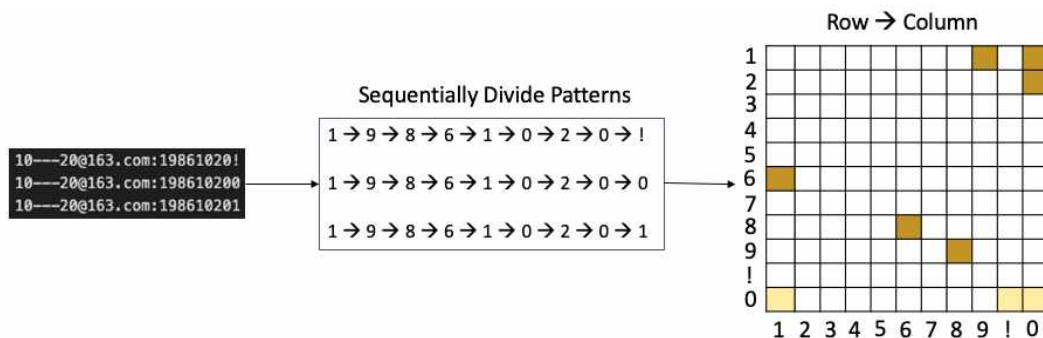 Row → Column
Sequentially Divide Patterns
10---20@163.com:19861020!
10---20@163.com:198610200
10---20@163.com:198610201
1 → 9 → 8 → 6 → 1 → 0 → 2 → 0 → !
1 → 9 → 8 → 6 → 1 → 0 → 2 → 0 → 0
1 → 9 → 8 → 6 → 1 → 0 → 2 → 0 → 1
1
2
3
4
5
6
7
8
9
!
0
1 2 3 4 5 6 7 8 9 ! 0